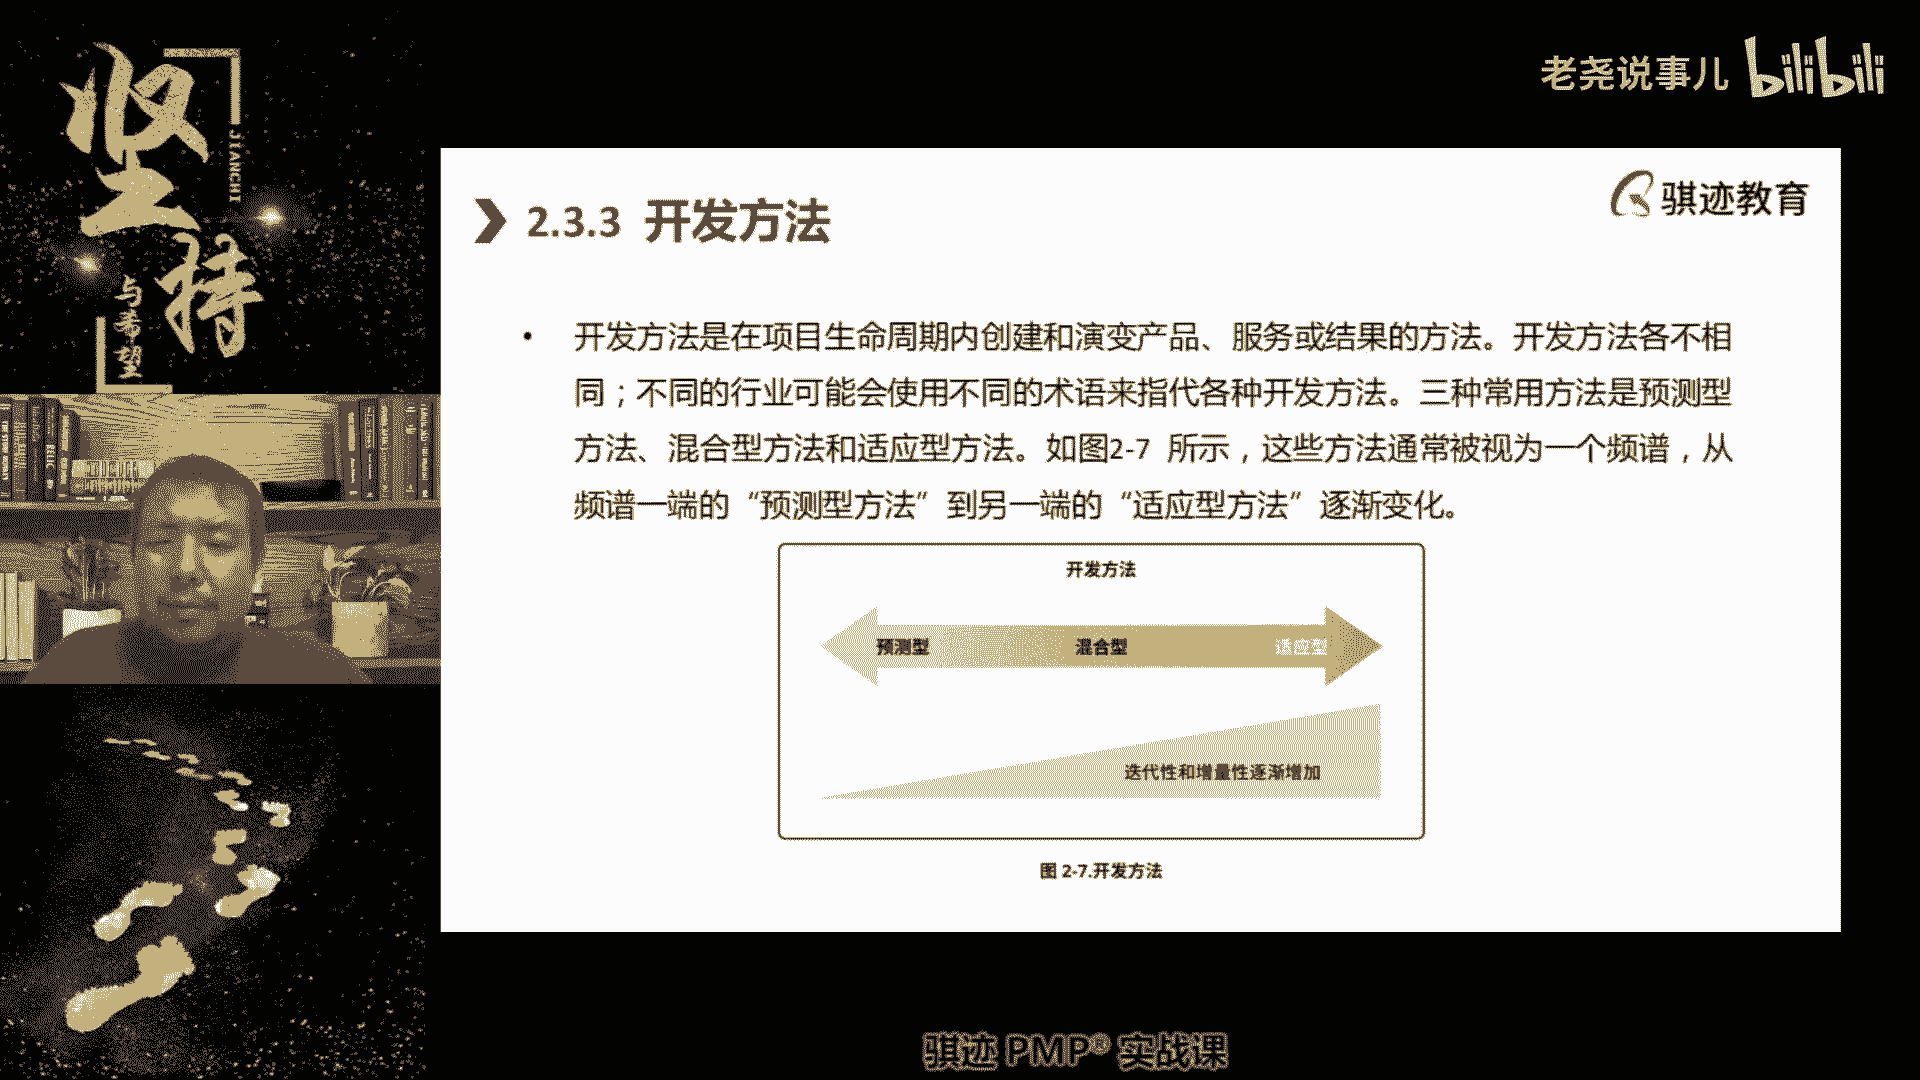 坚持
JIANCHI
与希望
老尧说事儿 bilibili
骐迹教育
2.3.3 开发方法
• 开发方法是在项目生命周期内创建和演变产品、服务或结果的方法。开发方法各不相
同；不同的行业可能会使用不同的术语来指代各种开发方法。三种常用方法是预测型
方法、混合型方法和适应型方法。如图2-7 所示，这些方法通常被视为一个频谱，从
频谱一端的“预测型方法”到另一端的“适应型方法”逐渐变化。
开发方法
预测型 混合型 适应型
迭代性和增量性逐渐增加
图 2-7.开发方法
骐迹 PMP® 实战课